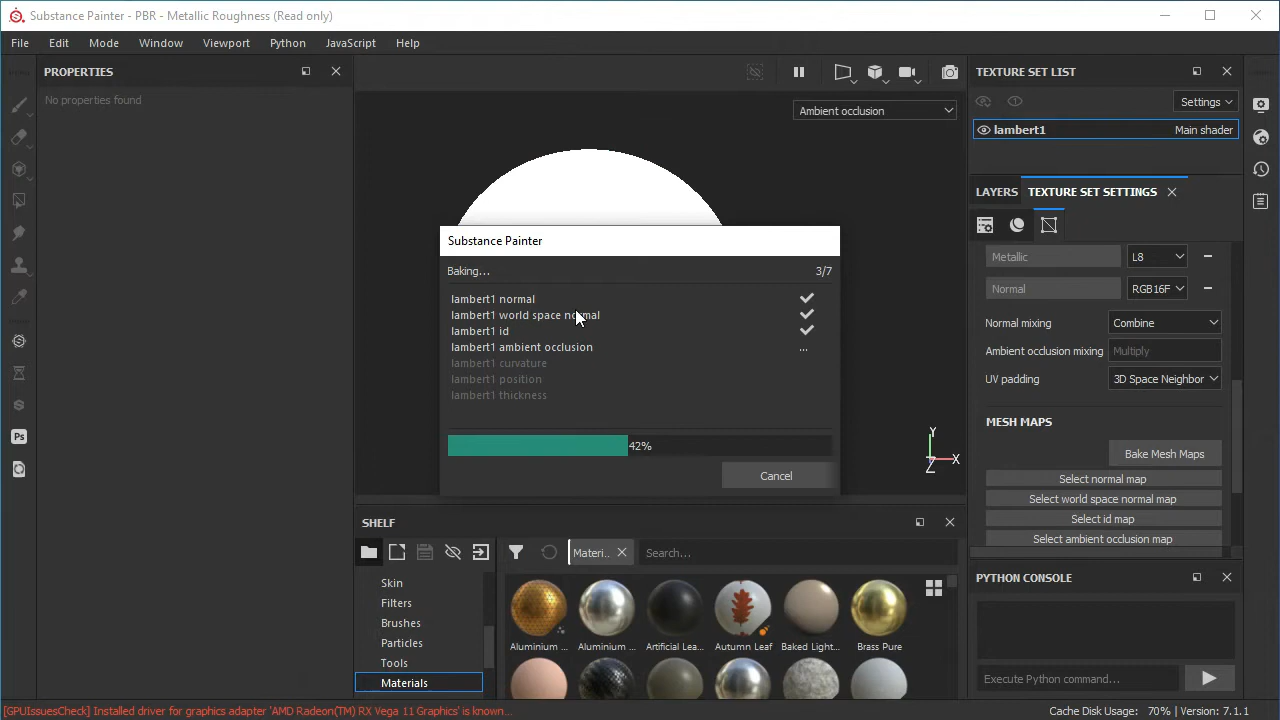 Substance Painter - PBR - Metallic Roughness (Read only)
File Edit Mode Window Viewport Python JavaScript Help
PROPERTIES
No properties found
Ambient occlusion
TEXTURE SET LIST
Settings
lambert1 Main shader
LAYERS TEXTURE SET SETTINGS
Metallic L8
Normal RGB16F
Normal mixing Combine
Ambient occlusion mixing Multiply
UV padding 3D Space Neighbor
MESH MAPS
Bake Mesh Maps
Select normal map
Select world space normal map
Select id map
Select ambient occlusion map
Substance Painter
Baking... 3/7
lambert1 normal
lambert1 world space normal
lambert1 id
lambert1 ambient occlusion ...
lambert1 curvature
lambert1 position
lambert1 thickness
42%
Cancel
Y
X
Z
SHELF
Materi.. Search...
Skin
Filters
Brushes
Particles
Tools
Materials
Aluminium ... Aluminium ... Artificial Lea... Autumn Leaf Baked Light... Brass Pure
PYTHON CONSOLE
Execute Python command...
Ps
[GPUIssuesCheck] Installed driver for graphics adapter 'AMD Radeon(TM) RX Vega 11 Graphics' is known...
Cache Disk Usage: 70% | Version: 7.1.1